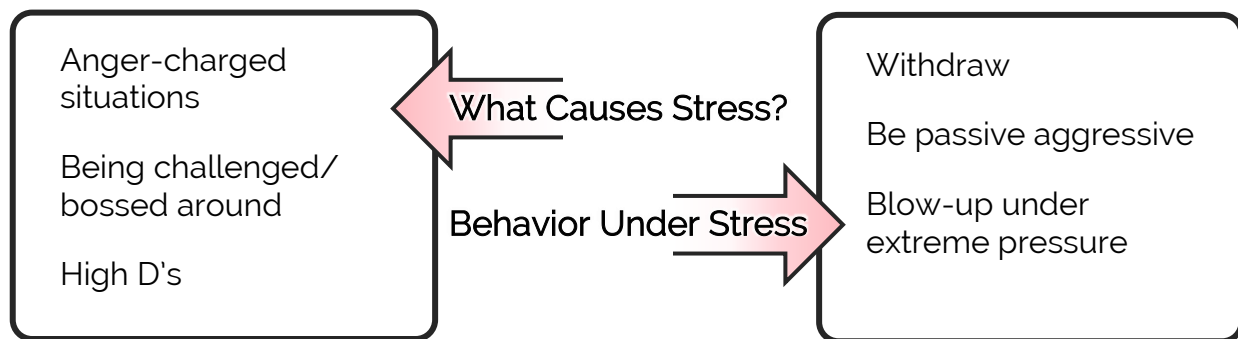 Anger-charged
situations
Being challenged/
bossed around
High D's
What Causes Stress?
Behavior Under Stress
Withdraw
Be passive aggressive
Blow-up under
extreme pressure